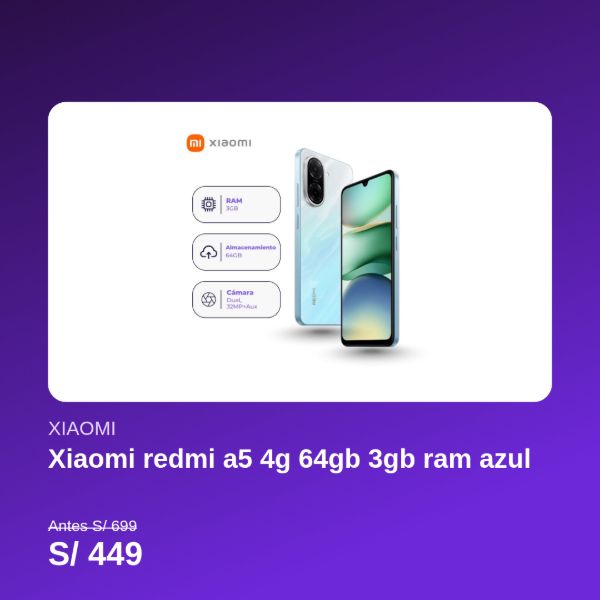 xiaomi
RAM
3GB
Almacenamiento
64GB
Cámara
Dual,
32MP+Aux
REDMI
XIAOMI
Xiaomi redmi a5 4g 64gb 3gb ram azul
Antes S/ 699
S/ 449